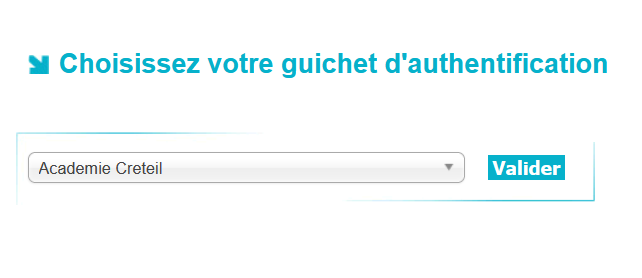 Choisissez votre guichet d'authentification
Academie Creteil
Valider